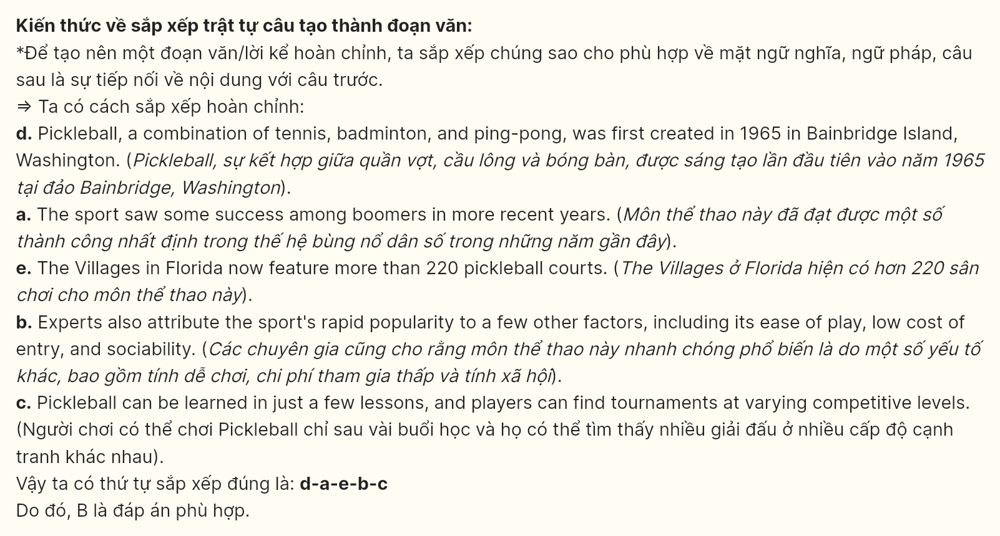 Kiến thức về sắp xếp trật tự câu tạo thành đoạn văn:
*Để tạo nên một đoạn văn/lời kể hoàn chỉnh, ta sắp xếp chúng sao cho phù hợp về mặt ngữ nghĩa, ngữ pháp, câu
sau là sự tiếp nối về nội dung với câu trước.
⇒ Ta có cách sắp xếp hoàn chỉnh:
d. Pickleball, a combination of tennis, badminton, and ping-pong, was first created in 1965 in Bainbridge Island,
Washington. (Pickleball, sự kết hợp giữa quần vợt, cầu lông và bóng bàn, được sáng tạo lần đầu tiên vào năm 1965
tại đảo Bainbridge, Washington).
a. The sport saw some success among boomers in more recent years. (Môn thể thao này đã đạt được một số
thành công nhất định trong thế hệ bùng nổ dân số trong những năm gần đây).
e. The Villages in Florida now feature more than 220 pickleball courts. (The Villages ở Florida hiện có hơn 220 sân
chơi cho môn thể thao này).
b. Experts also attribute the sport's rapid popularity to a few other factors, including its ease of play, low cost of
entry, and sociability. (Các chuyên gia cũng cho rằng môn thể thao này nhanh chóng phổ biến là do một số yếu tố
khác, bao gồm tính dễ chơi, chi phí tham gia thấp và tính xã hội).
c. Pickleball can be learned in just a few lessons, and players can find tournaments at varying competitive levels.
(Người chơi có thể chơi Pickleball chỉ sau vài buổi học và họ có thể tìm thấy nhiều giải đấu ở nhiều cấp độ cạnh
tranh khác nhau).
Vậy ta có thứ tự sắp xếp đúng là: d-a-e-b-c
Do đó, B là đáp án phù hợp.